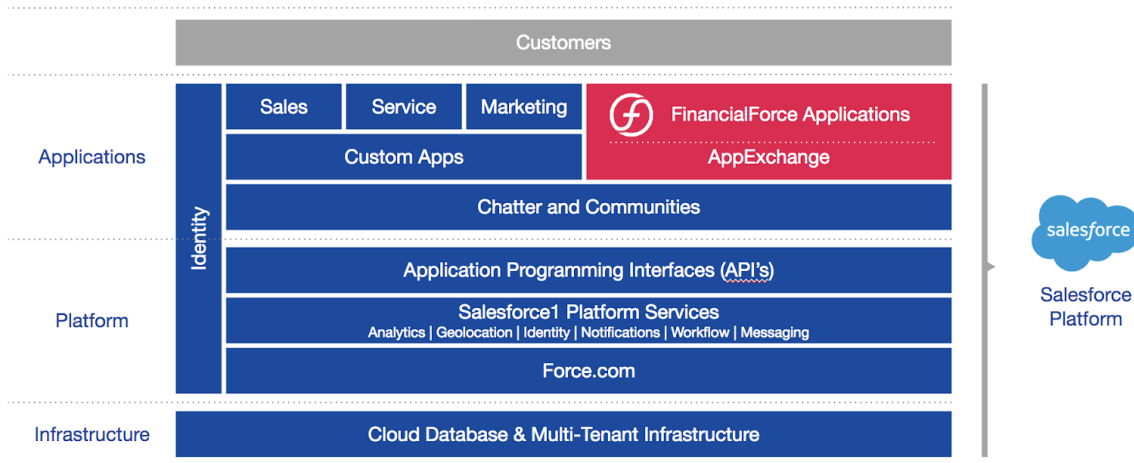 Customers
Applications
Identity
Sales
Service
Marketing
FinancialForce Applications
Custom Apps
AppExchange
Chatter and Communities
Platform
Application Programming Interfaces (API's)
Salesforce1 Platform Services
Analytics | Geolocation | Identity | Notifications | Workflow | Messaging
Force.com
Infrastructure
Cloud Database & Multi-Tenant Infrastructure
salesforce
Salesforce
Platform